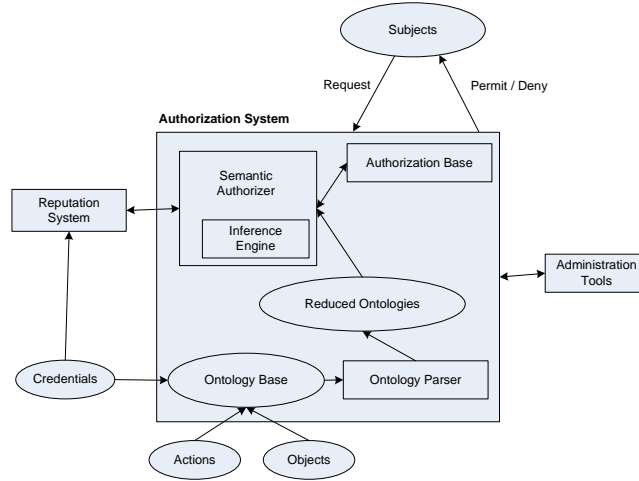 Subjects
Request
Permit / Deny
Authorization System
Semantic
Authorizer
Authorization Base
Inference
Engine
Reputation
System
Administration
Tools
Reduced Ontologies
Credentials
Ontology Base
Ontology Parser
Actions
Objects